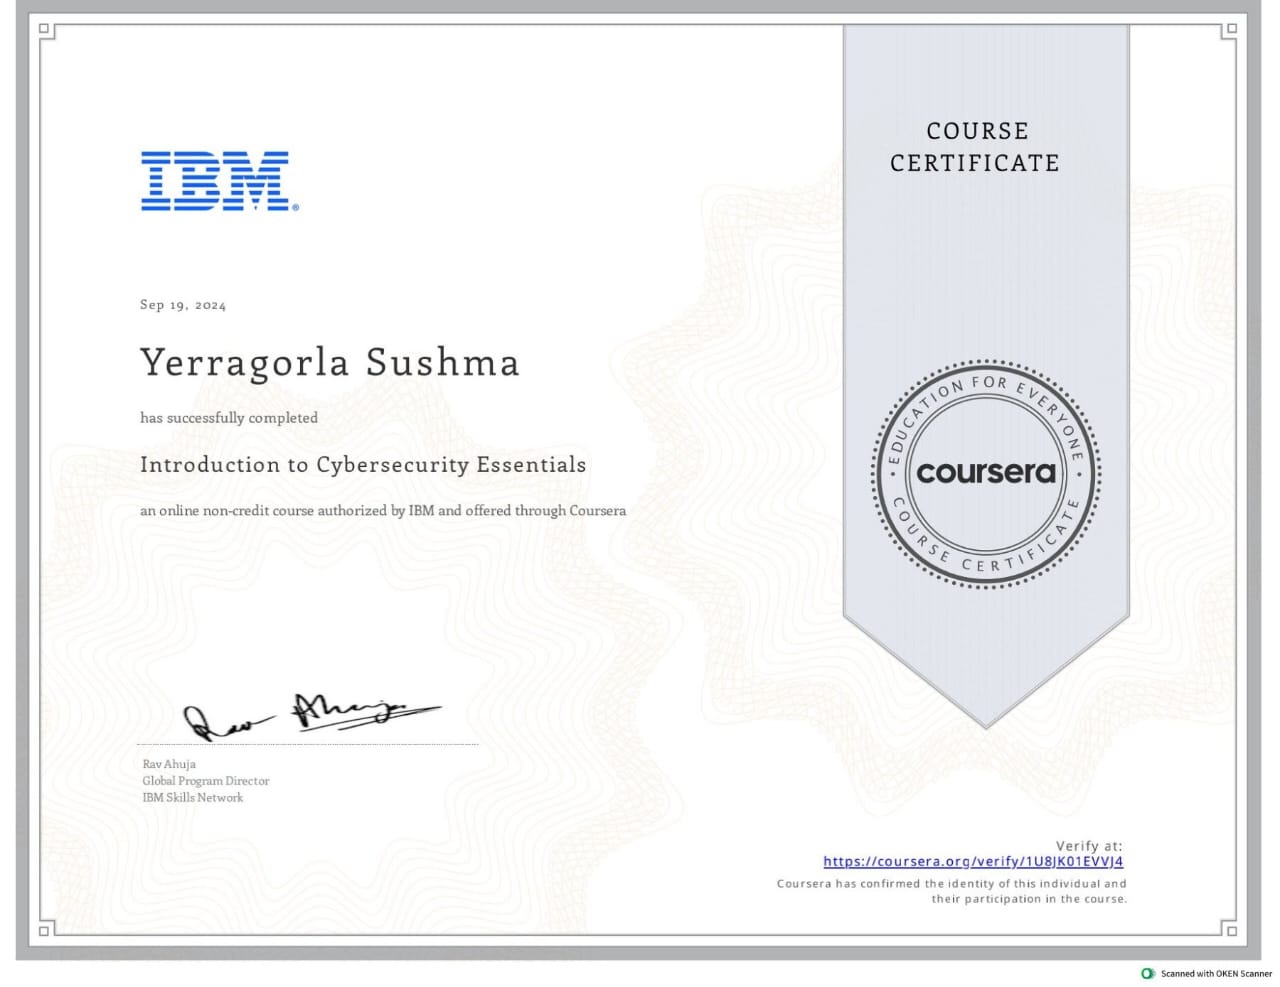 COURSE
CERTIFICATE
IBM®
Sep 19, 2024
Yerragorla Sushma
has successfully completed
Introduction to Cybersecurity Essentials
an online non-credit course authorized by IBM and offered through Coursera
EDUCATION FOR EVERYONE
coursera
COURSE CERTIFICATE
Rav Ahuja
Rav Ahuja
Global Program Director
IBM Skills Network
Verify at:
https://coursera.org/verify/1U8JK01EVVJ4
Coursera has confirmed the identity of this individual and
their participation in the course.
Scanned with OKEN Scanner